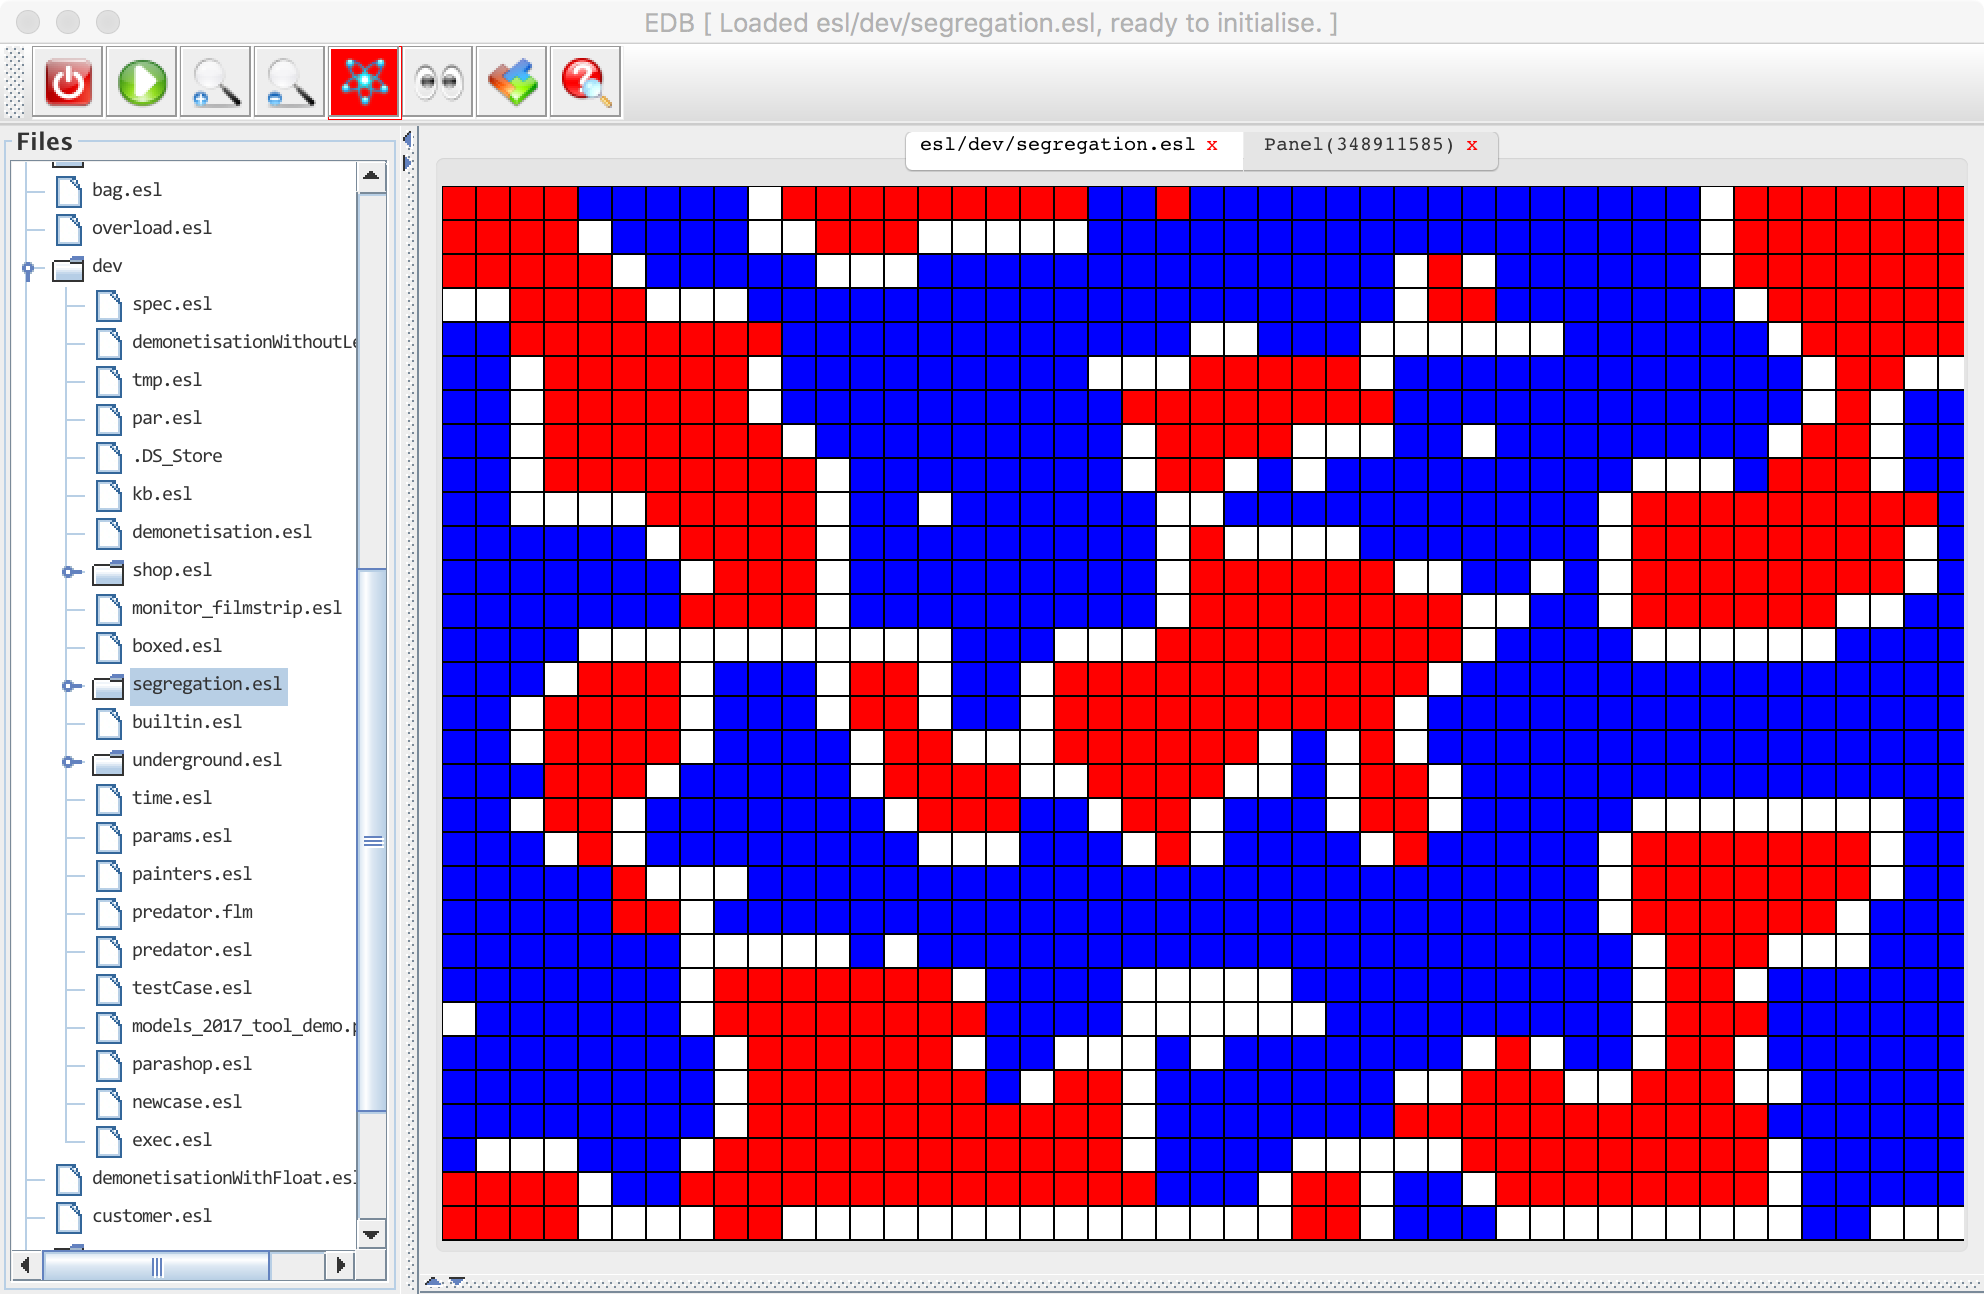 EDB [ Loaded esl/dev/segregation.esl, ready to initialise. ]
Files
esl/dev/segregation.esl x
Panel(348911585) x
bag.esl
overload.esl
dev
spec.esl
demonetisationWithoutLe
tmp.esl
par.esl
.DS_Store
kb.esl
demonetisation.esl
shop.esl
monitor_filmstrip.esl
boxed.esl
segregation.esl
builtin.esl
underground.esl
time.esl
params.esl
painters.esl
predator.flm
predator.esl
testCase.esl
models_2017_tool_demo.p
parashop.esl
newcase.esl
exec.esl
demonetisationWithFloat.esl
customer.esl